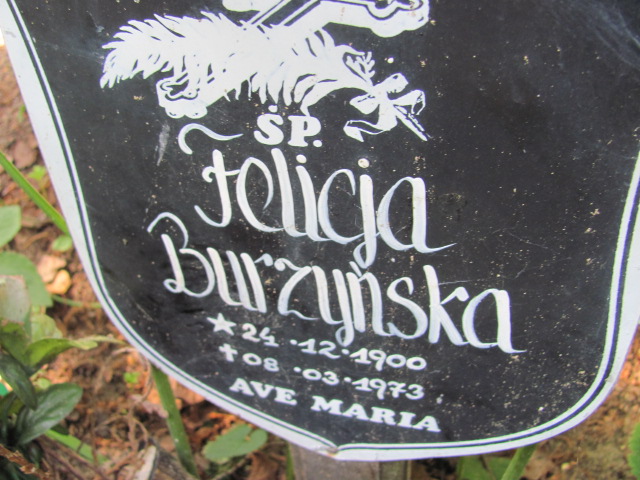 ŚP.
Felicja
Burzyńska
★ 24 · 12 · 1900
✝ 08 · 03 · 1973
AVE MARIA